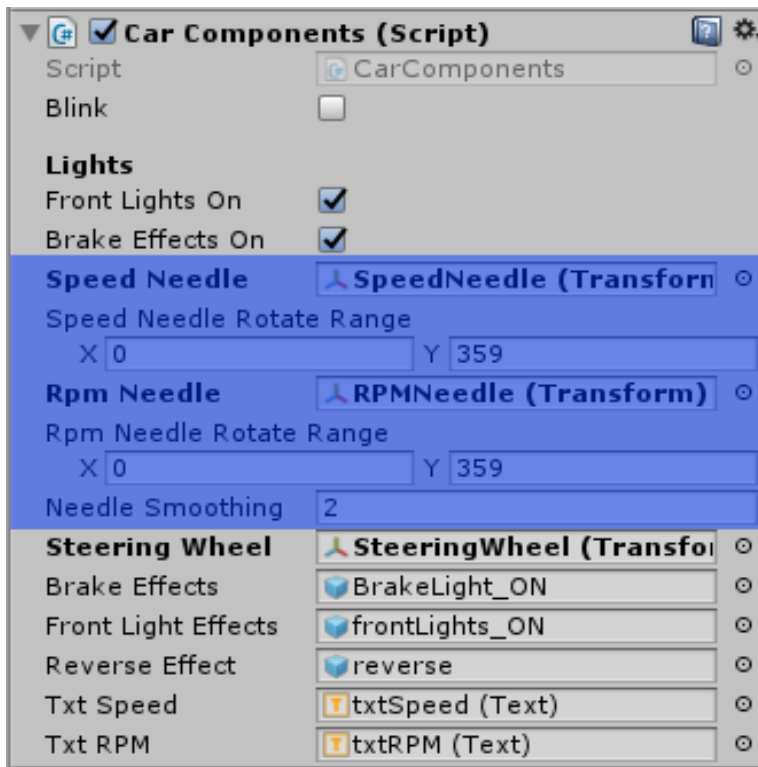 Car Components (Script)
Script CarComponents
Blink
Lights
Front Lights On
Brake Effects On
Speed Needle SpeedNeedle (Transforn
Speed Needle Rotate Range
X 0 Y 359
Rpm Needle RPMNeedle (Transform)
Rpm Needle Rotate Range
X 0 Y 359
Needle Smoothing 2
Steering Wheel SteeringWheel (Transfo
Brake Effects BrakeLight_ON
Front Light Effects frontLights_ON
Reverse Effect reverse
Txt Speed txtSpeed (Text)
Txt RPM txtRPM (Text)